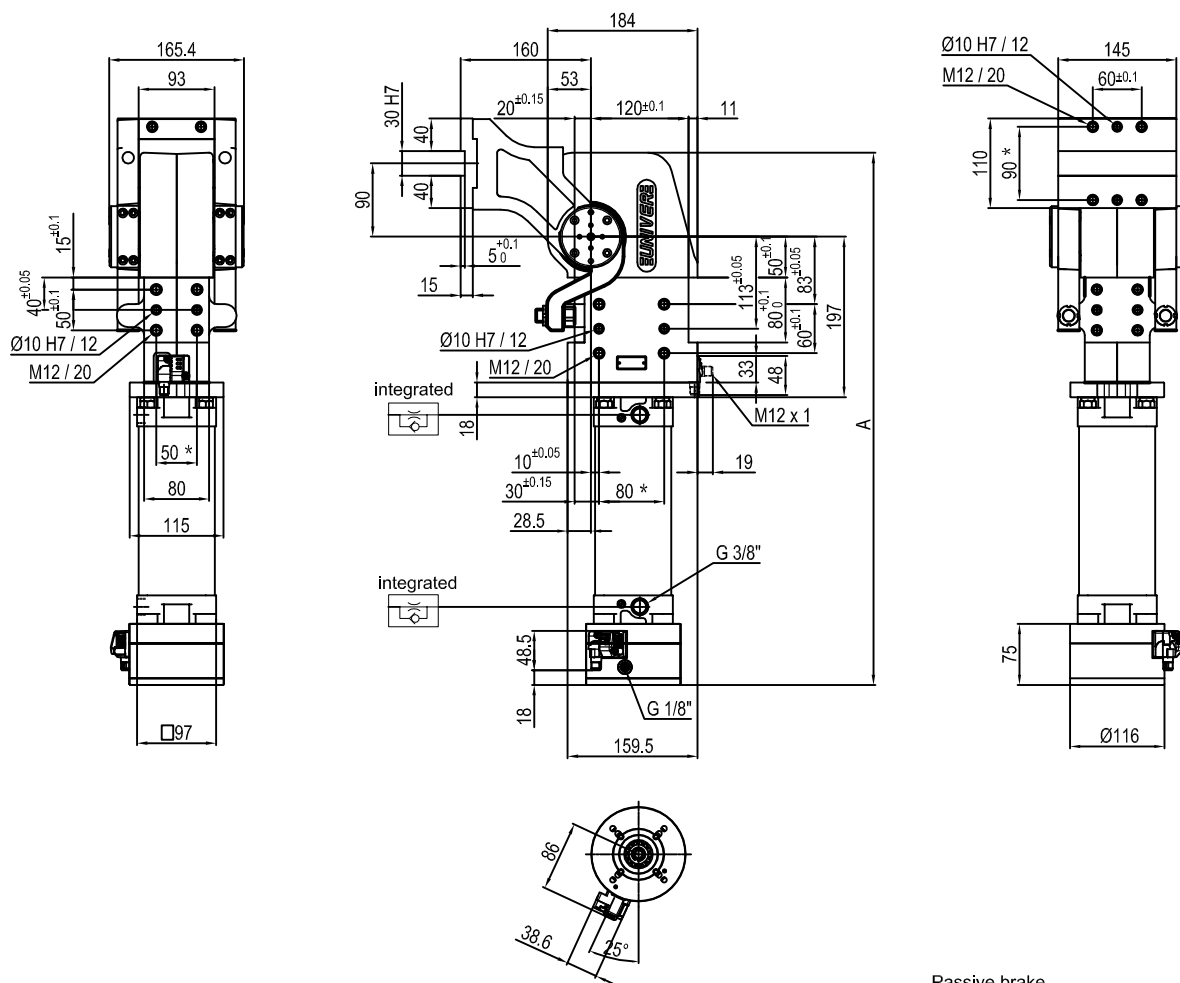 165.4
93
15±0.1
40±0.05
50±0.1
Ø10 H7 / 12
M12 / 20
50 *
80
115
□97
184
160
53
20±0.15
120±0.1
11
30 H7
40
90
40
5 +0.1 0
15
UNIVER
50±0.1
83±0.05
113±0.05
80 +0.1 0
60±0.1
197
Ø10 H7 / 12
M12 / 20
33
48
integrated
18
M12 x 1
A
10±0.05
19
30±0.15
80 *
28.5
G 3/8"
integrated
48.5
18
G 1/8"
159.5
Ø10 H7 / 12
145
M12 / 20
60±0.1
110
90 *
75
Ø116
86
38.6
25°
Passive brake